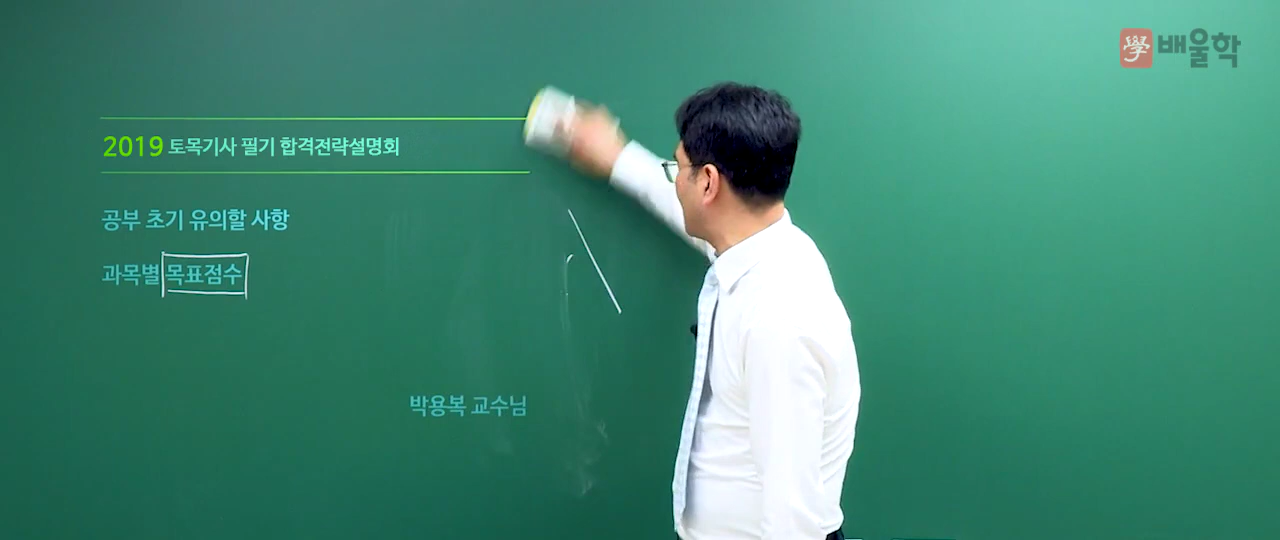 學 배울학
2019 토목기사 필기 합격전략설명회
공부 초기 유의할 사항
과목별 목표점수
박용복 교수님